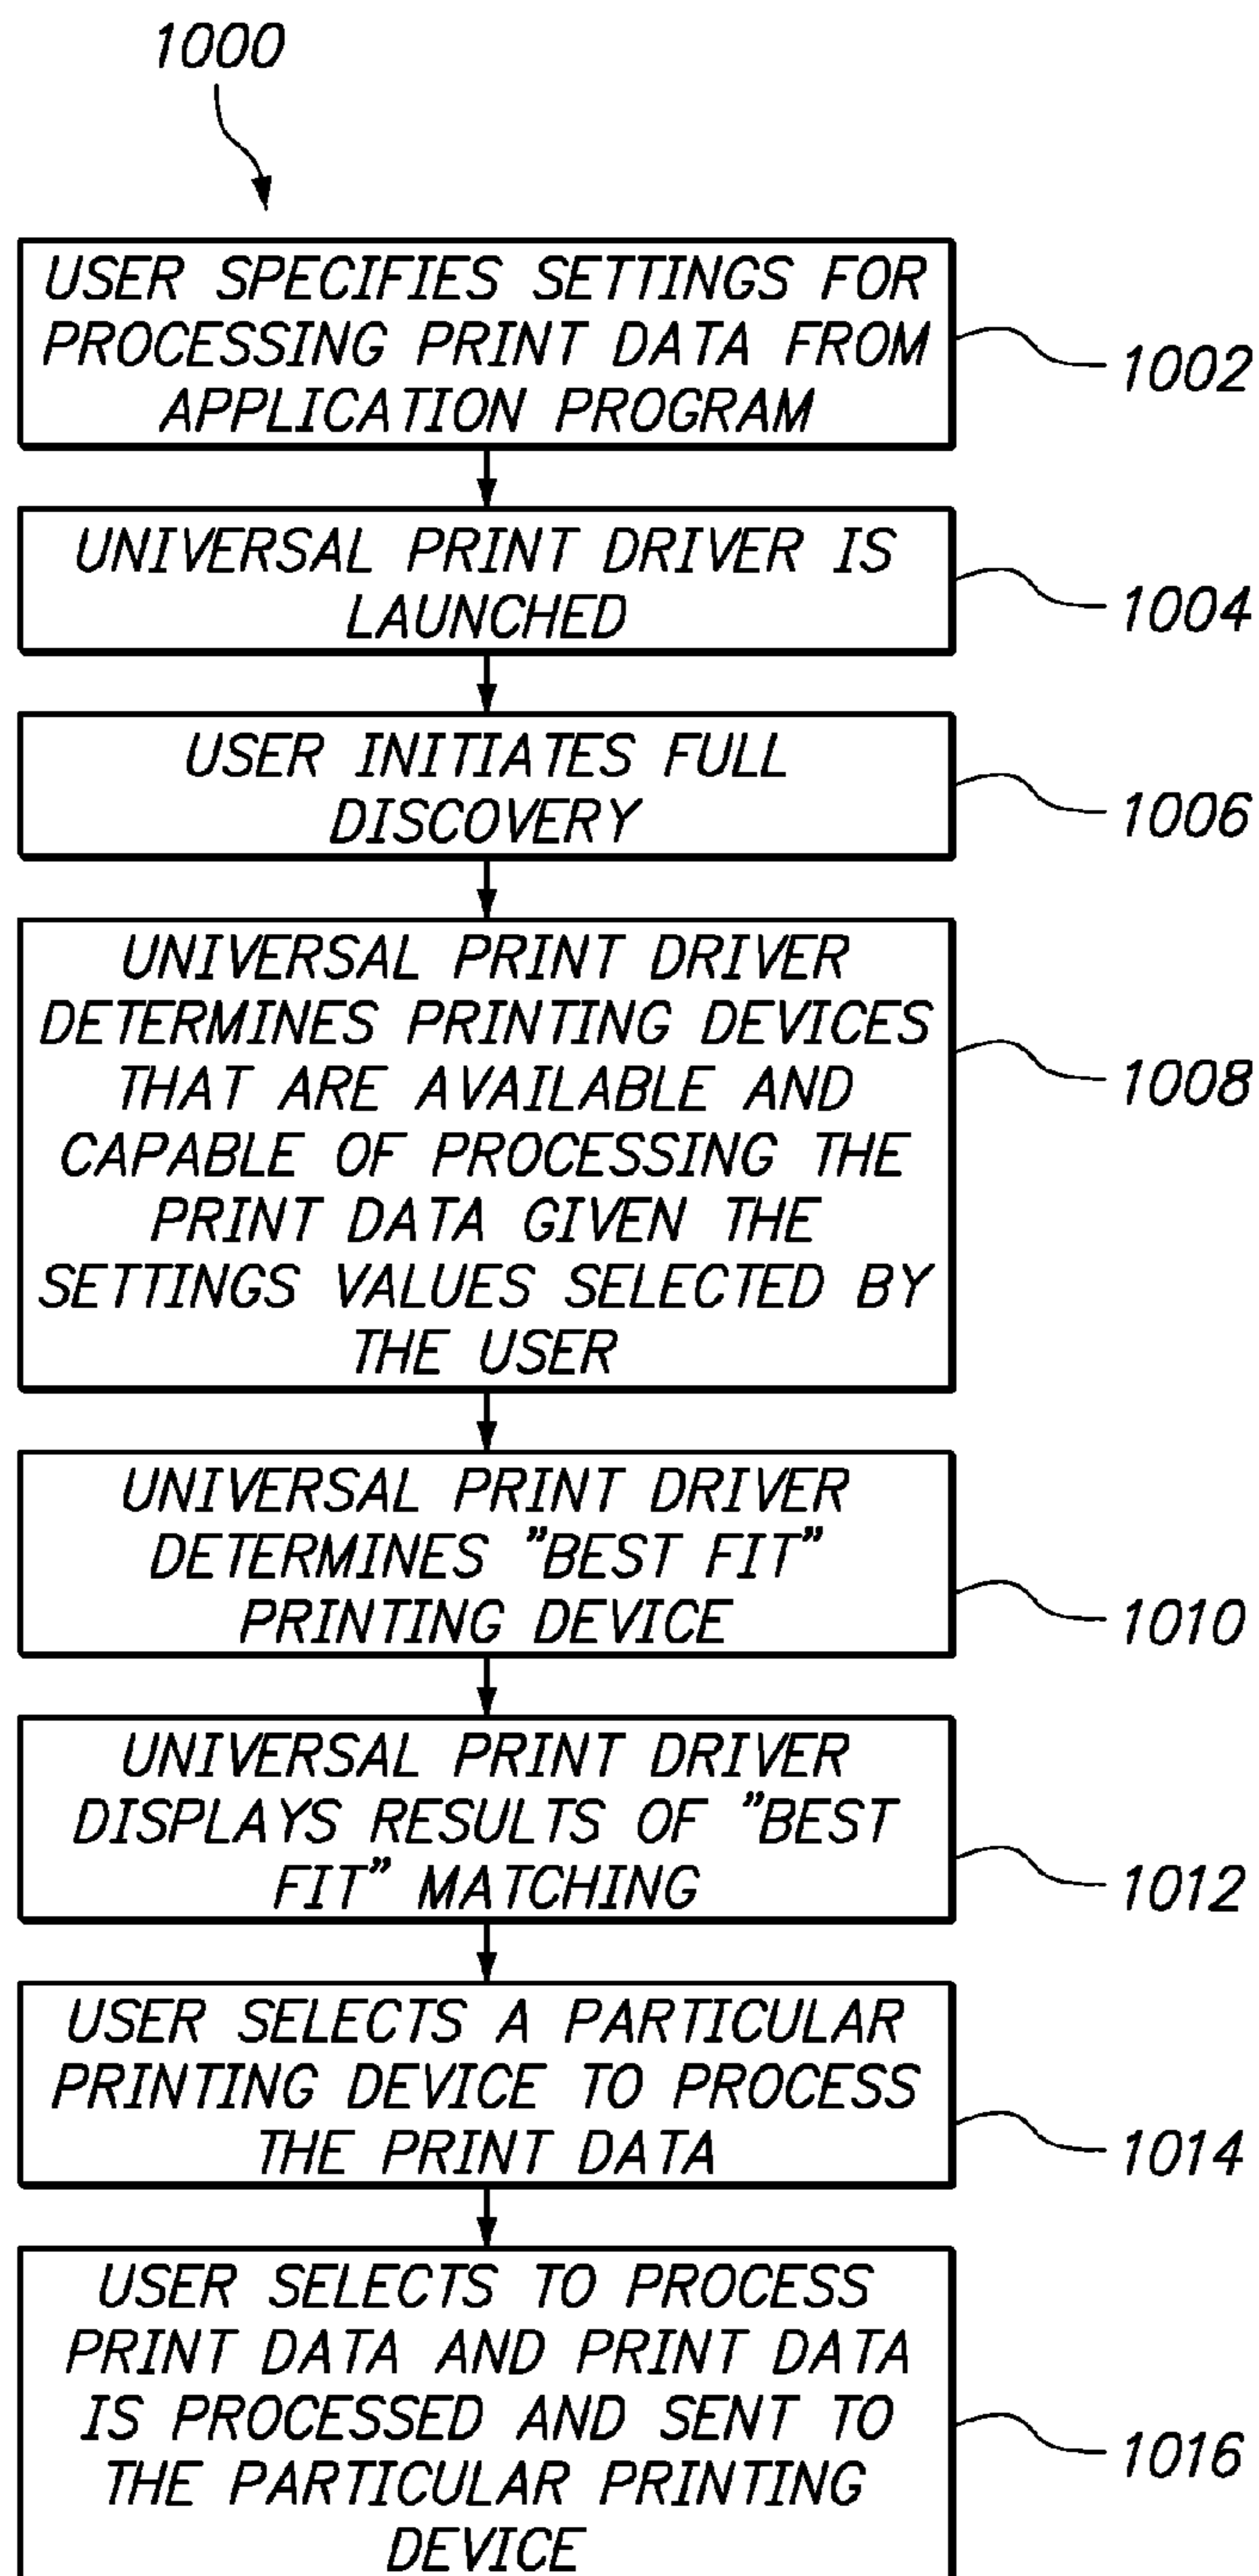 1000
USER SPECIFIES SETTINGS FOR
PROCESSING PRINT DATA FROM
APPLICATION PROGRAM
1002
UNIVERSAL PRINT DRIVER IS
LAUNCHED
1004
USER INITIATES FULL
DISCOVERY
1006
UNIVERSAL PRINT DRIVER
DETERMINES PRINTING DEVICES
THAT ARE AVAILABLE AND
CAPABLE OF PROCESSING THE
PRINT DATA GIVEN THE
SETTINGS VALUES SELECTED BY
THE USER
1008
UNIVERSAL PRINT DRIVER
DETERMINES ”BEST FIT”
PRINTING DEVICE
1010
UNIVERSAL PRINT DRIVER
DISPLAYS RESULTS OF ”BEST
FIT” MATCHING
1012
USER SELECTS A PARTICULAR
PRINTING DEVICE TO PROCESS
THE PRINT DATA
1014
USER SELECTS TO PROCESS
PRINT DATA AND PRINT DATA
IS PROCESSED AND SENT TO
THE PARTICULAR PRINTING
DEVICE
1016